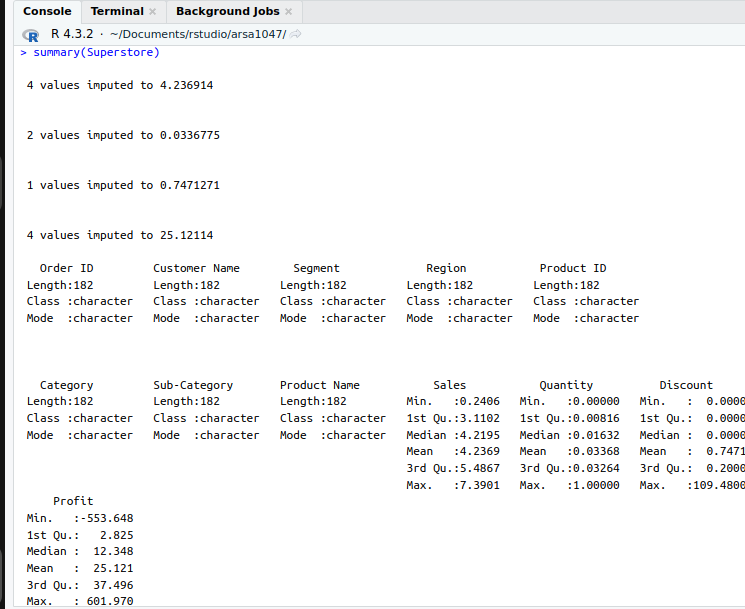 Console Terminal Background Jobs
R 4.3.2 · ~/Documents/rstudio/arsa1047/
> summary(Superstore)
4 values imputed to 4.236914
2 values imputed to 0.0336775
1 values imputed to 0.7471271
4 values imputed to 25.12114
Order ID Customer Name Segment Region Product ID
Length:182 Length:182 Length:182 Length:182 Length:182
Class :character Class :character Class :character Class :character Class :character
Mode :character Mode :character Mode :character Mode :character Mode :character
Category Sub-Category Product Name Sales Quantity Discount
Length:182 Length:182 Length:182 Min. :0.2406 Min. :0.00000 Min. : 0.0000
Class :character Class :character Class :character 1st Qu.:3.1102 1st Qu.:0.00816 1st Qu.: 0.0000
Mode :character Mode :character Mode :character Median :4.2195 Median :0.01632 Median : 0.0000
Mean :4.2369 Mean :0.03368 Mean : 0.7471
3rd Qu.:5.4867 3rd Qu.:0.03264 3rd Qu.: 0.2000
Max. :7.3901 Max. :1.00000 Max. :109.4800
Profit
Min. :-553.648
1st Qu.: 2.825
Median : 12.348
Mean : 25.121
3rd Qu.: 37.496
Max. : 601.970